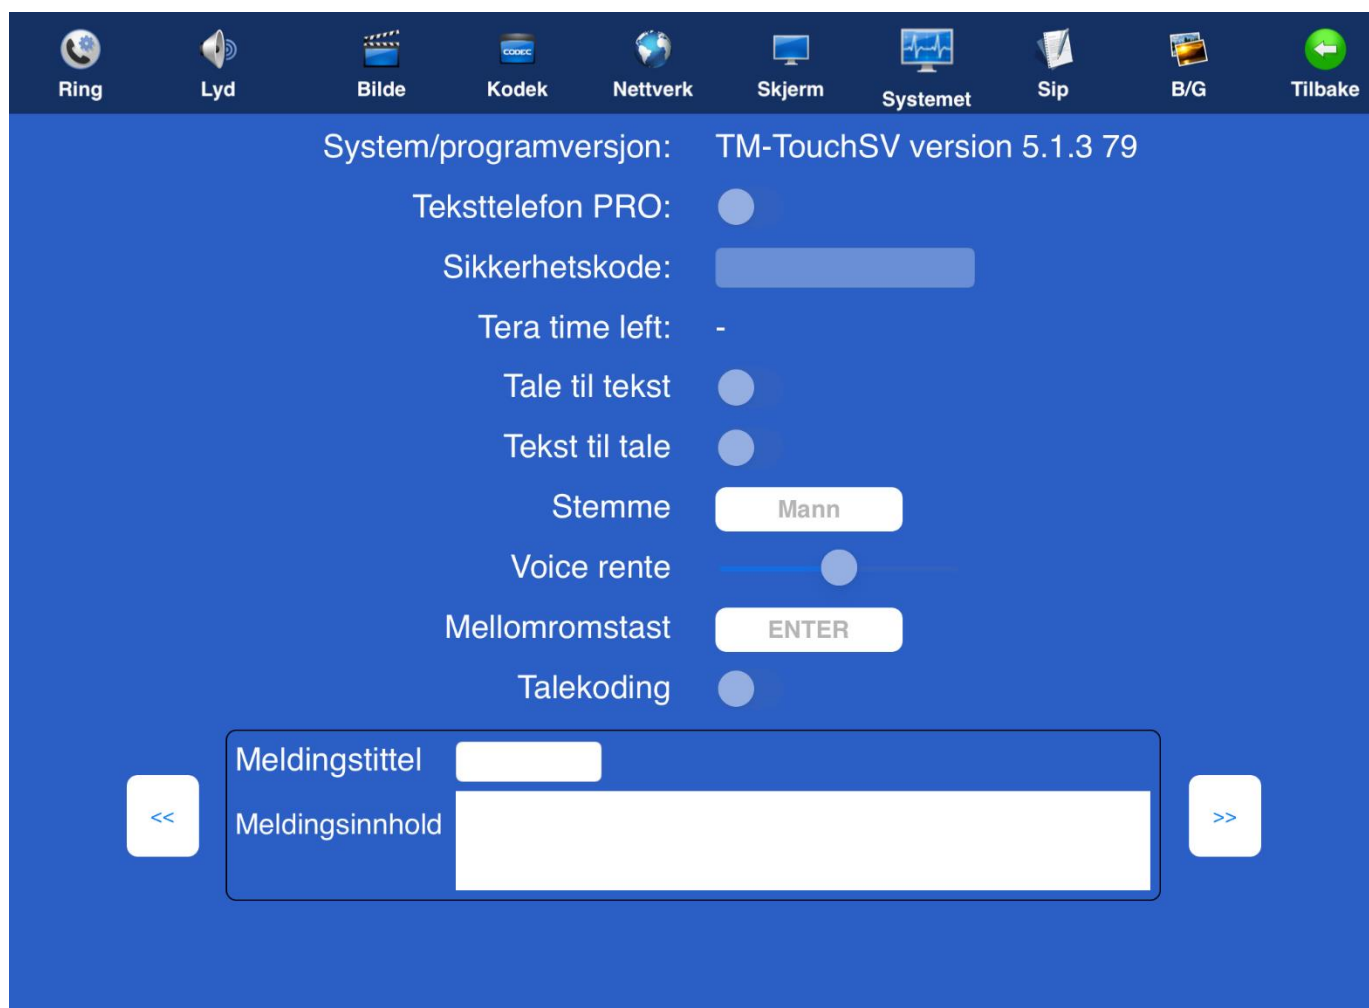 CODEC
Ring Lyd Bilde Kodek Nettverk Skjerm Systemet Sip B/G Tilbake
System/programversjon: TM-TouchSV version 5.1.3 79
Teksttelefon PRO:
Sikkerhetskode:
Tera time left: -
Tale til tekst
Tekst til tale
Stemme Mann
Voice rente
Mellomromstast ENTER
Talekoding
Meldingstittel
<< Meldingsinnhold >>